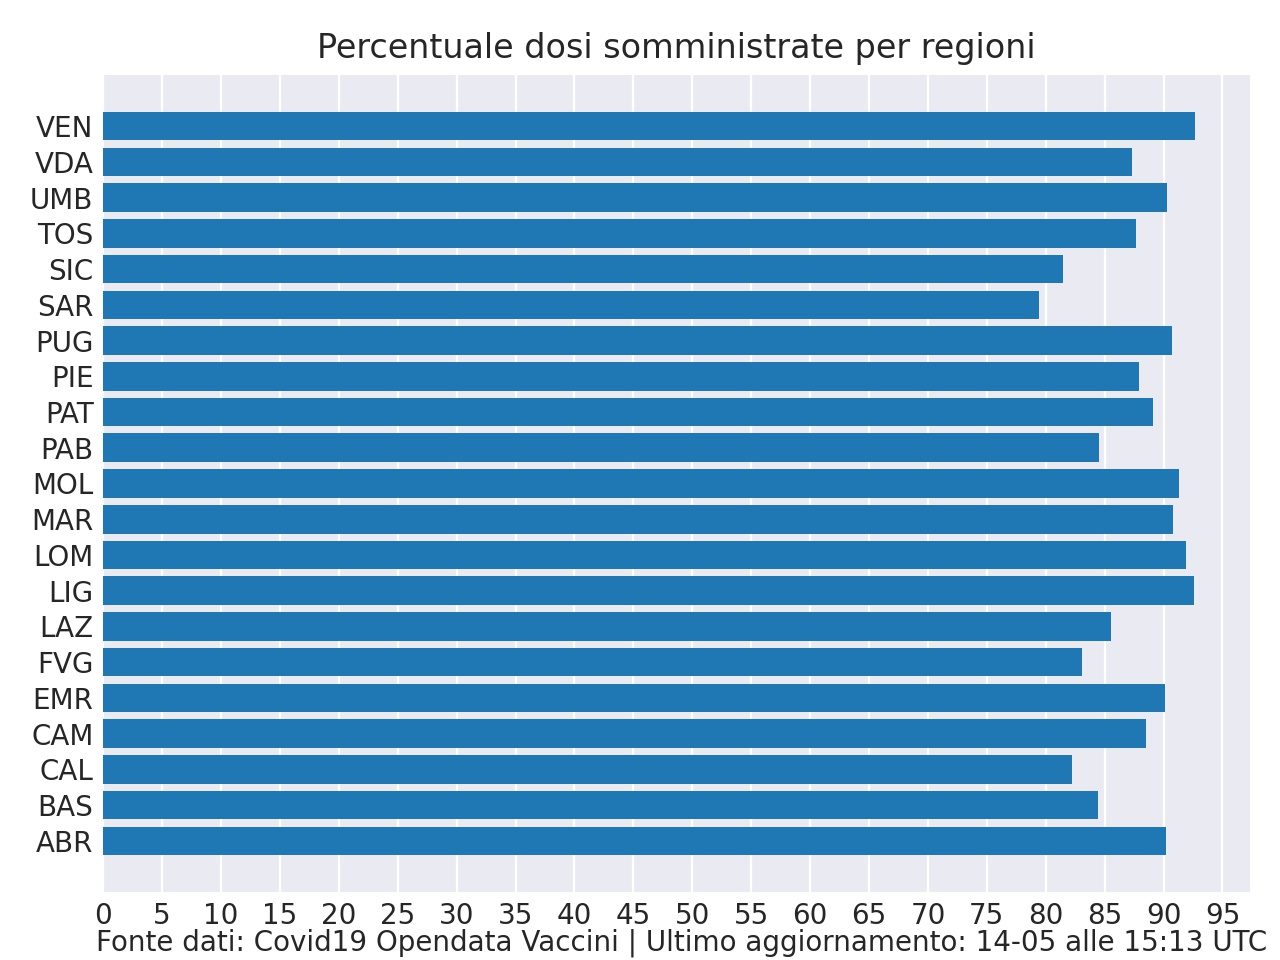 Percentuale dosi somministrate per regioni
VEN
VDA
UMB
TOS
SIC
SAR
PUG
PIE
PAT
PAB
MOL
MAR
LOM
LIG
LAZ
FVG
EMR
CAM
CAL
BAS
ABR
0 5 10 15 20 25 30 35 40 45 50 55 60 65 70 75 80 85 90 95
Fonte dati: Covid19 Opendata Vaccini | Ultimo aggiornamento: 14-05 alle 15:13 UTC